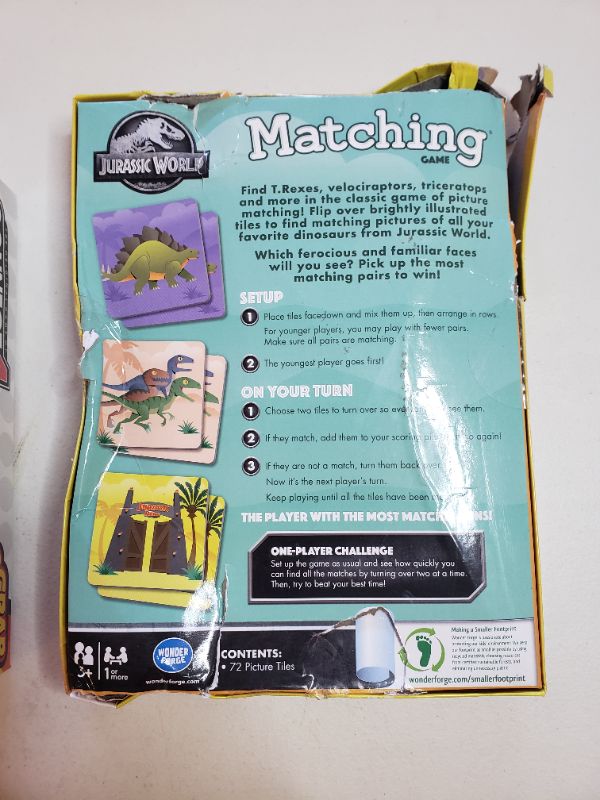 JURASSIC WORLD
Matching
GAME
Find T.Rexes, velociraptors, triceratops
and more in the classic game of picture
matching! Flip over brightly illustrated
tiles to find matching pictures of all your
favorite dinosaurs from Jurassic World.
Which ferocious and familiar faces
will you see? Pick up the most
matching pairs to win!
SETUP
1 Place tiles facedown and mix them up, then arrange in rows.
For younger players, you may play with fewer pairs.
Make sure all pairs are matching.
2 The youngest player goes first!
ON YOUR TURN
1 Choose two tiles to turn over so see them.
2 If they match, add them to your scoring go again!
3 If they are not a match, turn them back over.
Now it's the next player's turn.
Keep playing until all the tiles have been
THE PLAYER WITH THE MOST
ONE-PLAYER CHALLENGE
Set up the game as usual and see how quickly you
can find all the matches by turning over two at a time.
Then, try to beat your best time!
3+
1 or more
WONDER FORGE
wonderforge.com
CONTENTS:
• 72 Picture Tiles
Making a Smaller Footprint
wonderforge.com/smallerfootprint